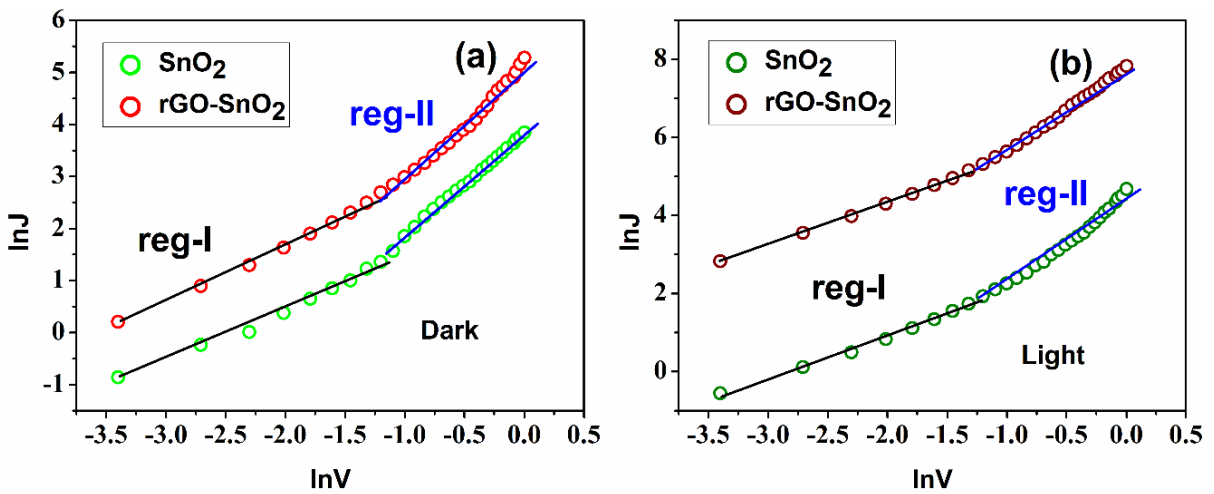 6
5
4
3
2
1
0
-1
lnJ
SnO₂
rGO-SnO₂
(a)
reg-II
reg-I
Dark
-3.5 -3.0 -2.5 -2.0 -1.5 -1.0 -0.5 0.0 0.5
lnV
8
6
4
2
0
lnJ
SnO₂
rGO-SnO₂
(b)
reg-II
reg-I
Light
-3.5 -3.0 -2.5 -2.0 -1.5 -1.0 -0.5 0.0 0.5
lnV